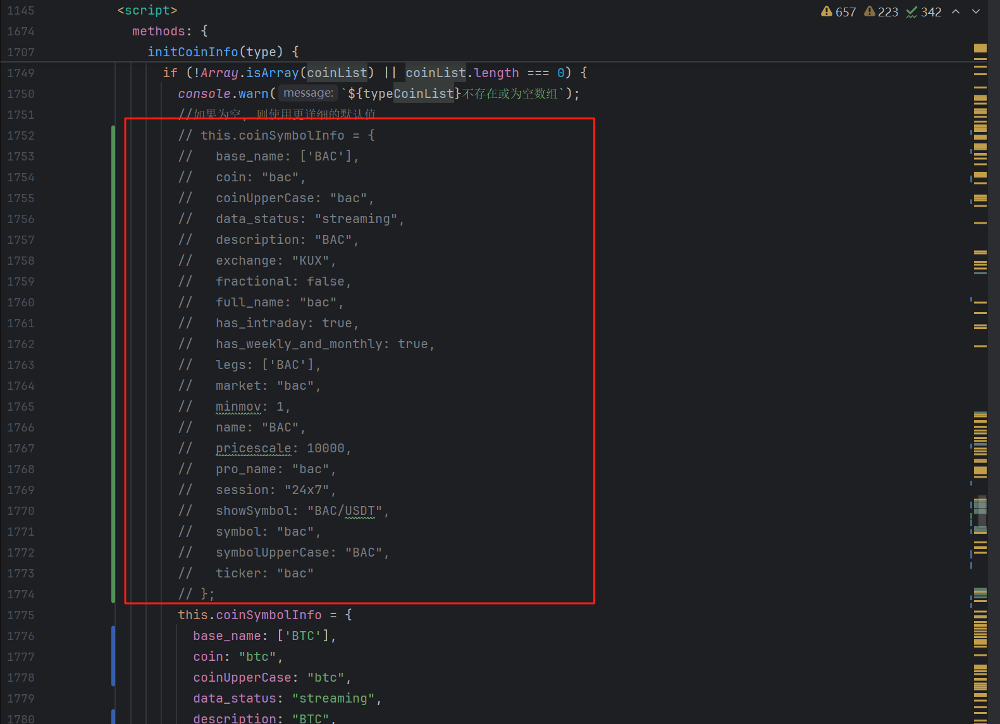 1145 <script>
657 223 342
1674 methods: {
1707 initCoinInfo(type) {
1749 if (!Array.isArray(coinList) || coinList.length === 0) {
1750 console.warn( message: `${typeCoinList}不存在或为空数组`);
1751 //如果为空, 则使用更详细的默认值
1752 // this.coinSymbolInfo = {
1753 //   base_name: ['BAC'],
1754 //   coin: "bac",
1755 //   coinUpperCase: "bac",
1756 //   data_status: "streaming",
1757 //   description: "BAC",
1758 //   exchange: "KUX",
1759 //   fractional: false,
1760 //   full_name: "bac",
1761 //   has_intraday: true,
1762 //   has_weekly_and_monthly: true,
1763 //   legs: ['BAC'],
1764 //   market: "bac",
1765 //   minmov: 1,
1766 //   name: "BAC",
1767 //   pricescale: 10000,
1768 //   pro_name: "bac",
1769 //   session: "24x7",
1770 //   showSymbol: "BAC/USDT",
1771 //   symbol: "bac",
1772 //   symbolUpperCase: "BAC",
1773 //   ticker: "bac"
1774 // };
1775 this.coinSymbolInfo = {
1776 base_name: ['BTC'],
1777 coin: "btc",
1778 coinUpperCase: "btc",
1779 data_status: "streaming",
1780 description: "BTC",